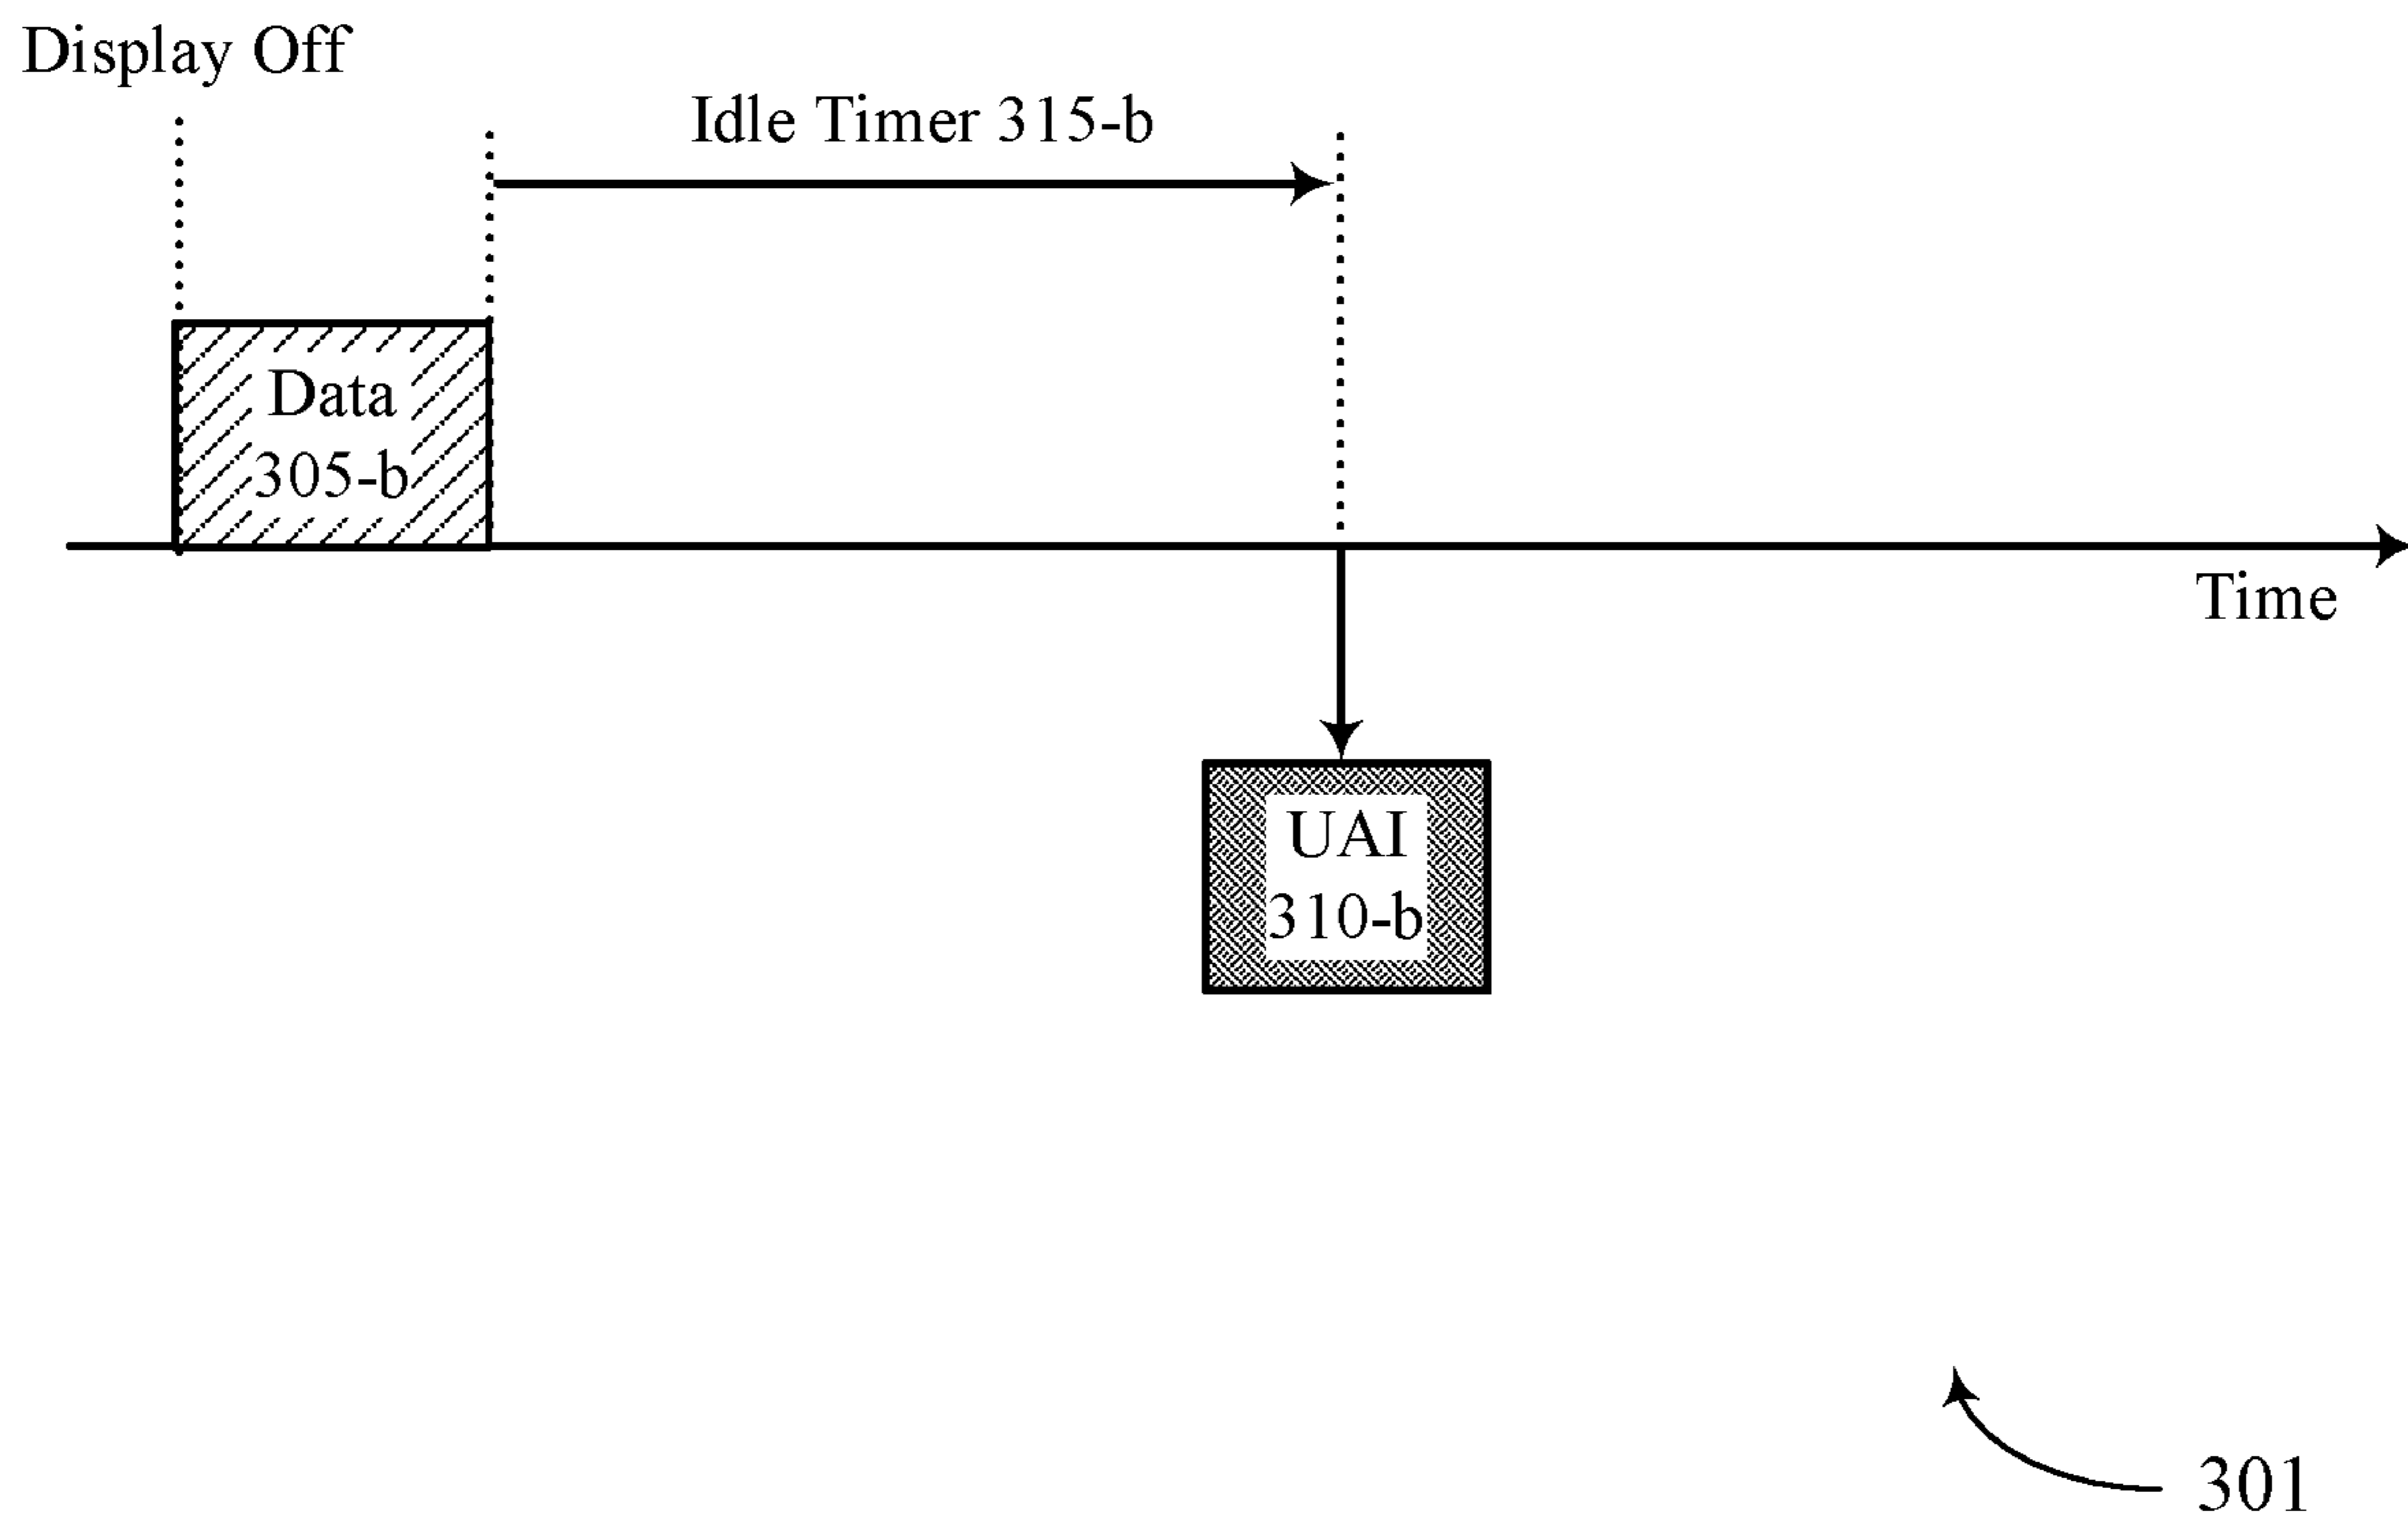 Display Off
Idle Timer 315-b
Data
305-b
Time
UAI
310-b
301